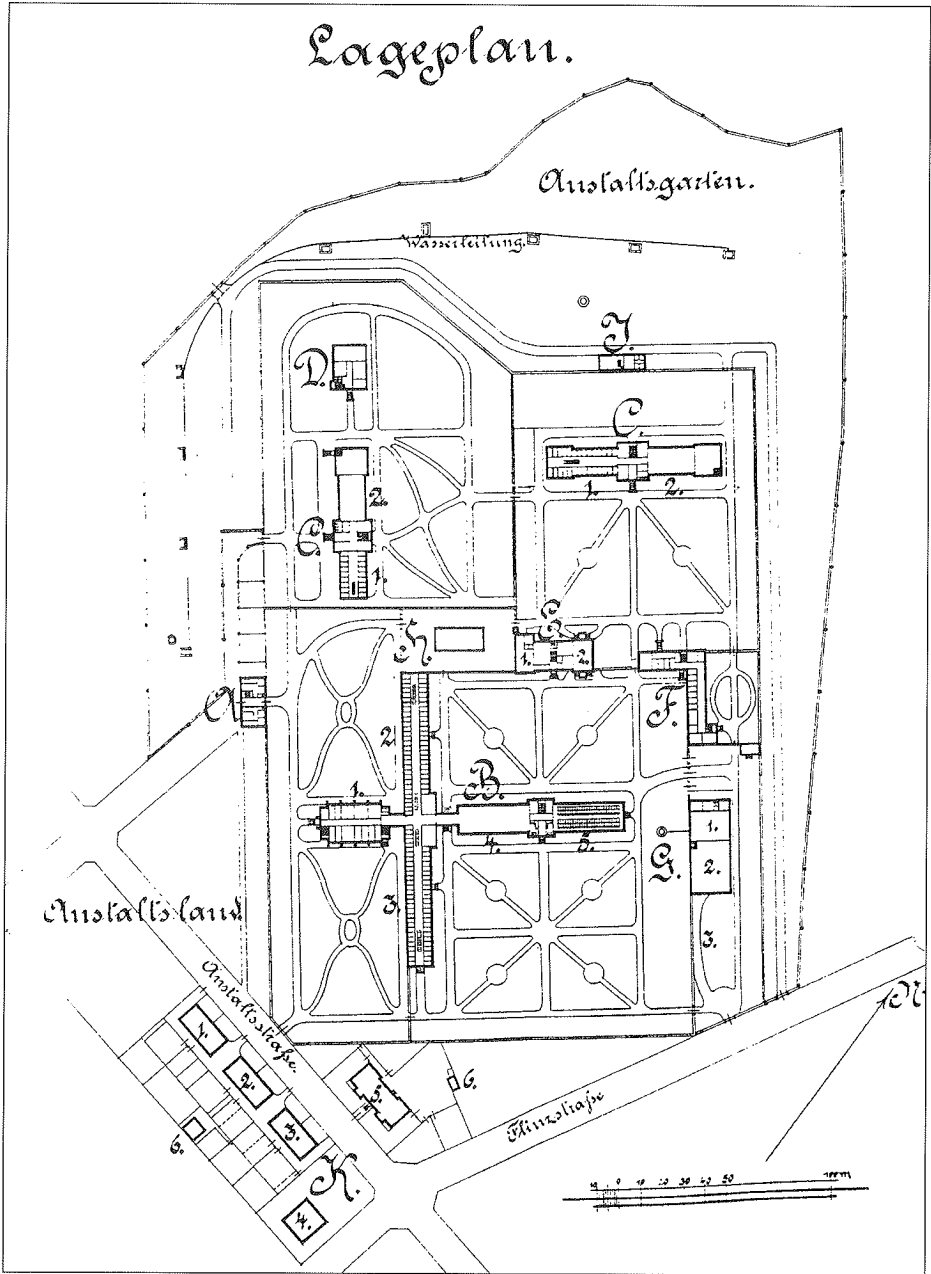 Lageplan.
Anstaltsgarten.
Wasserleitung.
J.
D.
C.
2.
1. 2.
C.
1.
E.
H.
1. 2.
A
F.
2.
B.
1.
1.
4. 5.
G.
2.
3.
3.
Anstaltsland.
Anstaltsstraße.
N.
1.
2.
5.
6.
3.
6.
Flinzstraße
K.
4.
10 0 10 20 30 40 50 100m